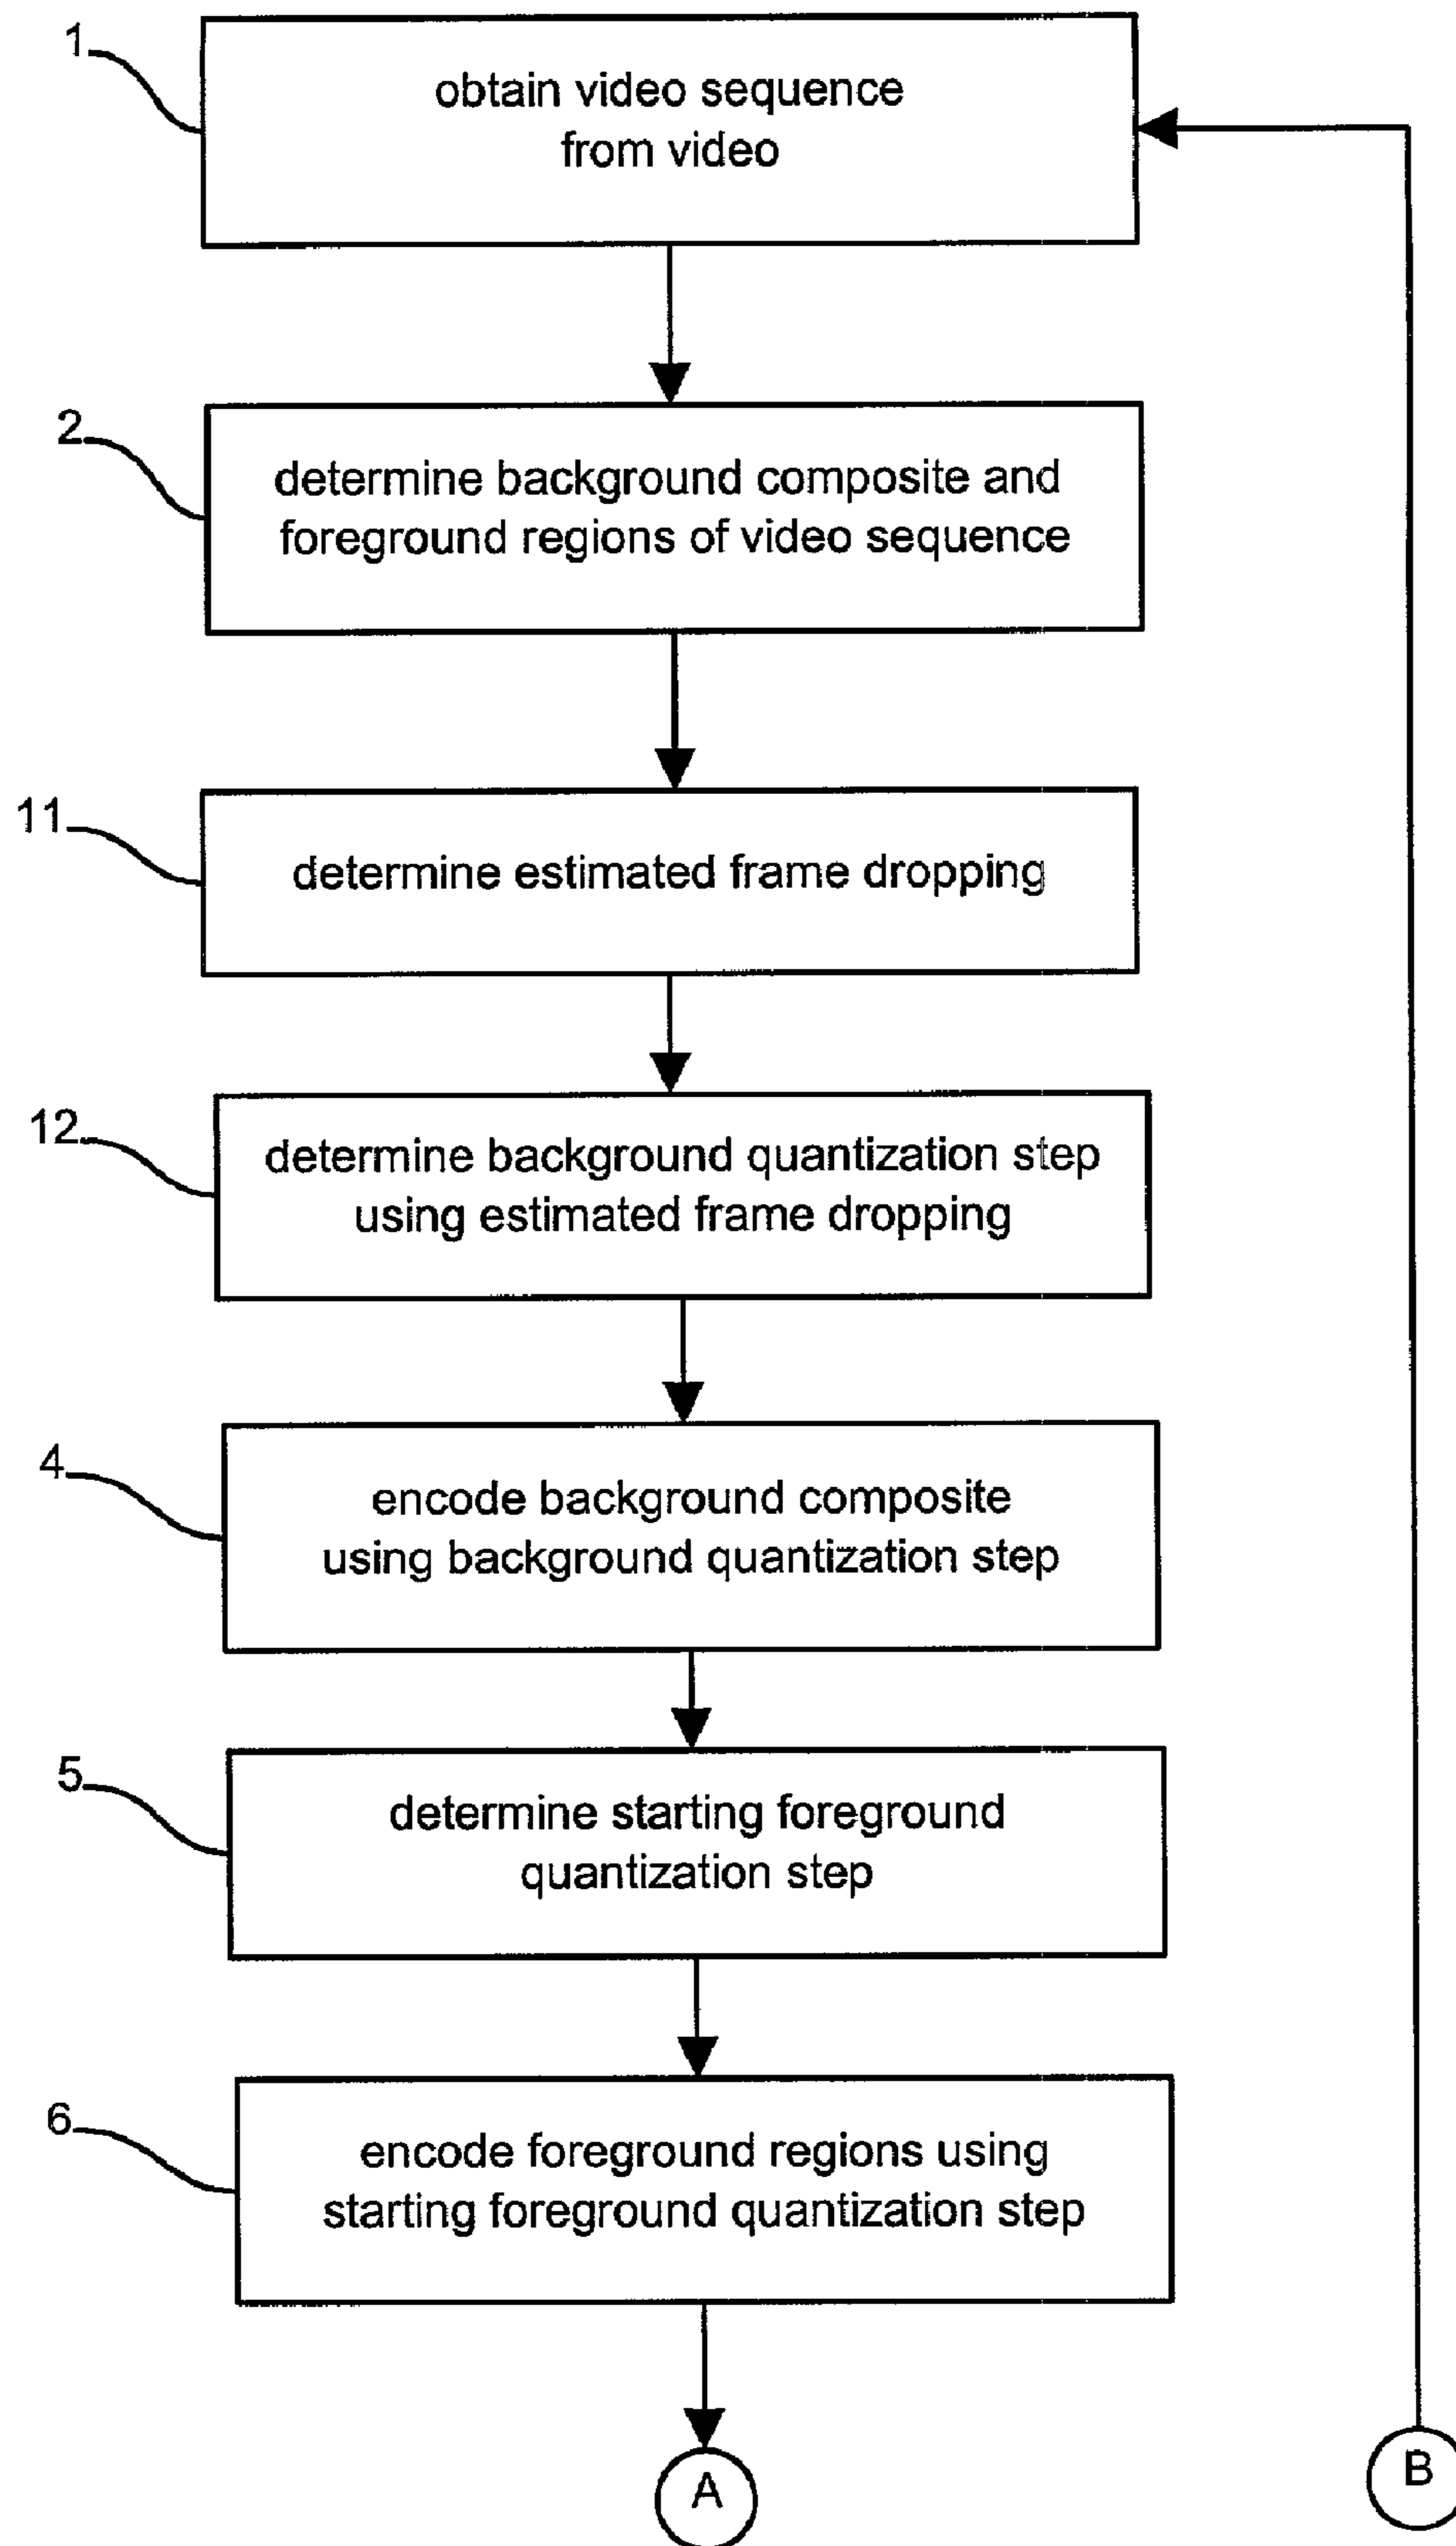 1
obtain video sequence
from video
2
determine background composite and
foreground regions of video sequence
11
determine estimated frame dropping
12
determine background quantization step
using estimated frame dropping
4
encode background composite
using background quantization step
5
determine starting foreground
quantization step
6
encode foreground regions using
starting foreground quantization step
A
B